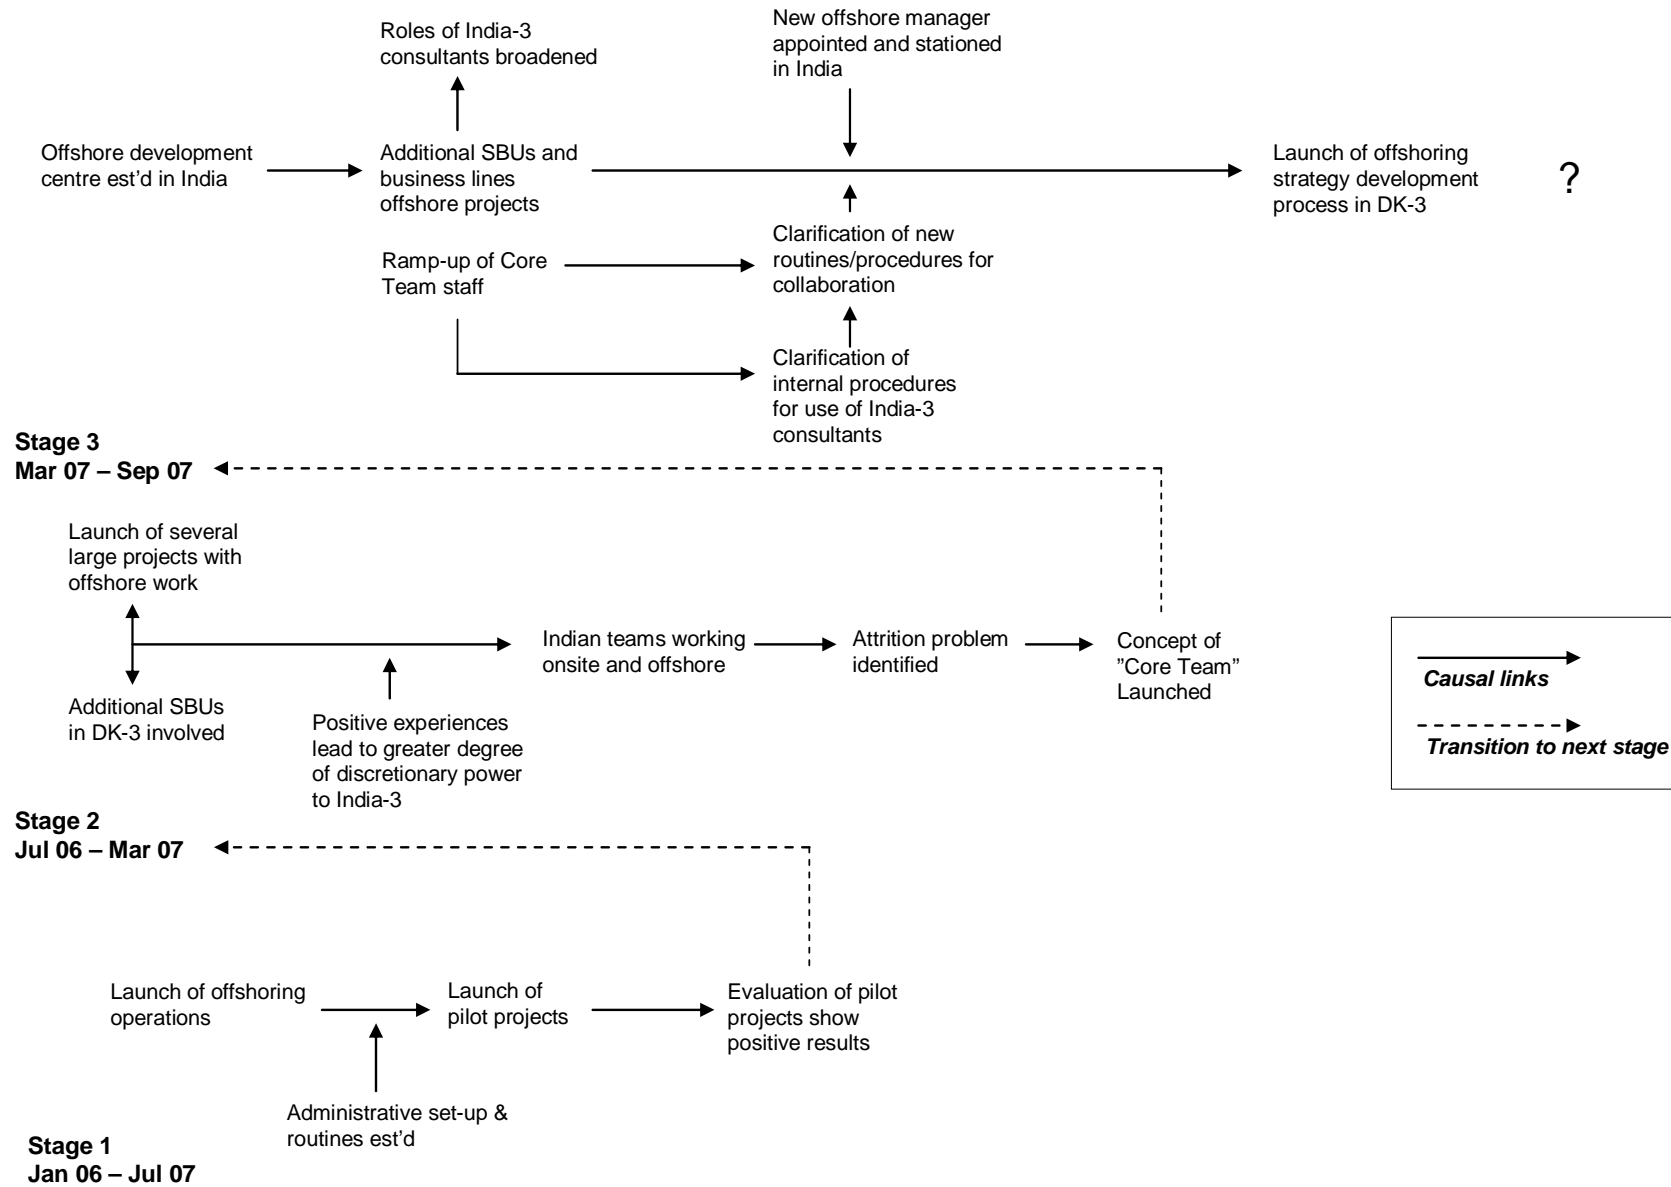 Roles of India-3
consultants broadened
New offshore manager
appointed and stationed
in India
Offshore development
centre est'd in India
Additional SBUs and
business lines
offshore projects
Launch of offshoring
strategy development
process in DK-3
?
Ramp-up of Core
Team staff
Clarification of new
routines/procedures for
collaboration
Clarification of
internal procedures
for use of India-3
consultants
Stage 3
Mar 07 – Sep 07
Launch of several
large projects with
offshore work
Additional SBUs
in DK-3 involved
Positive experiences
lead to greater degree
of discretionary power
to India-3
Indian teams working
onsite and offshore
Attrition problem
identified
Concept of
”Core Team”
Launched
Causal links
Transition to next stage
Stage 2
Jul 06 – Mar 07
Launch of offshoring
operations
Launch of
pilot projects
Evaluation of pilot
projects show
positive results
Administrative set-up &
routines est'd
Stage 1
Jan 06 – Jul 07